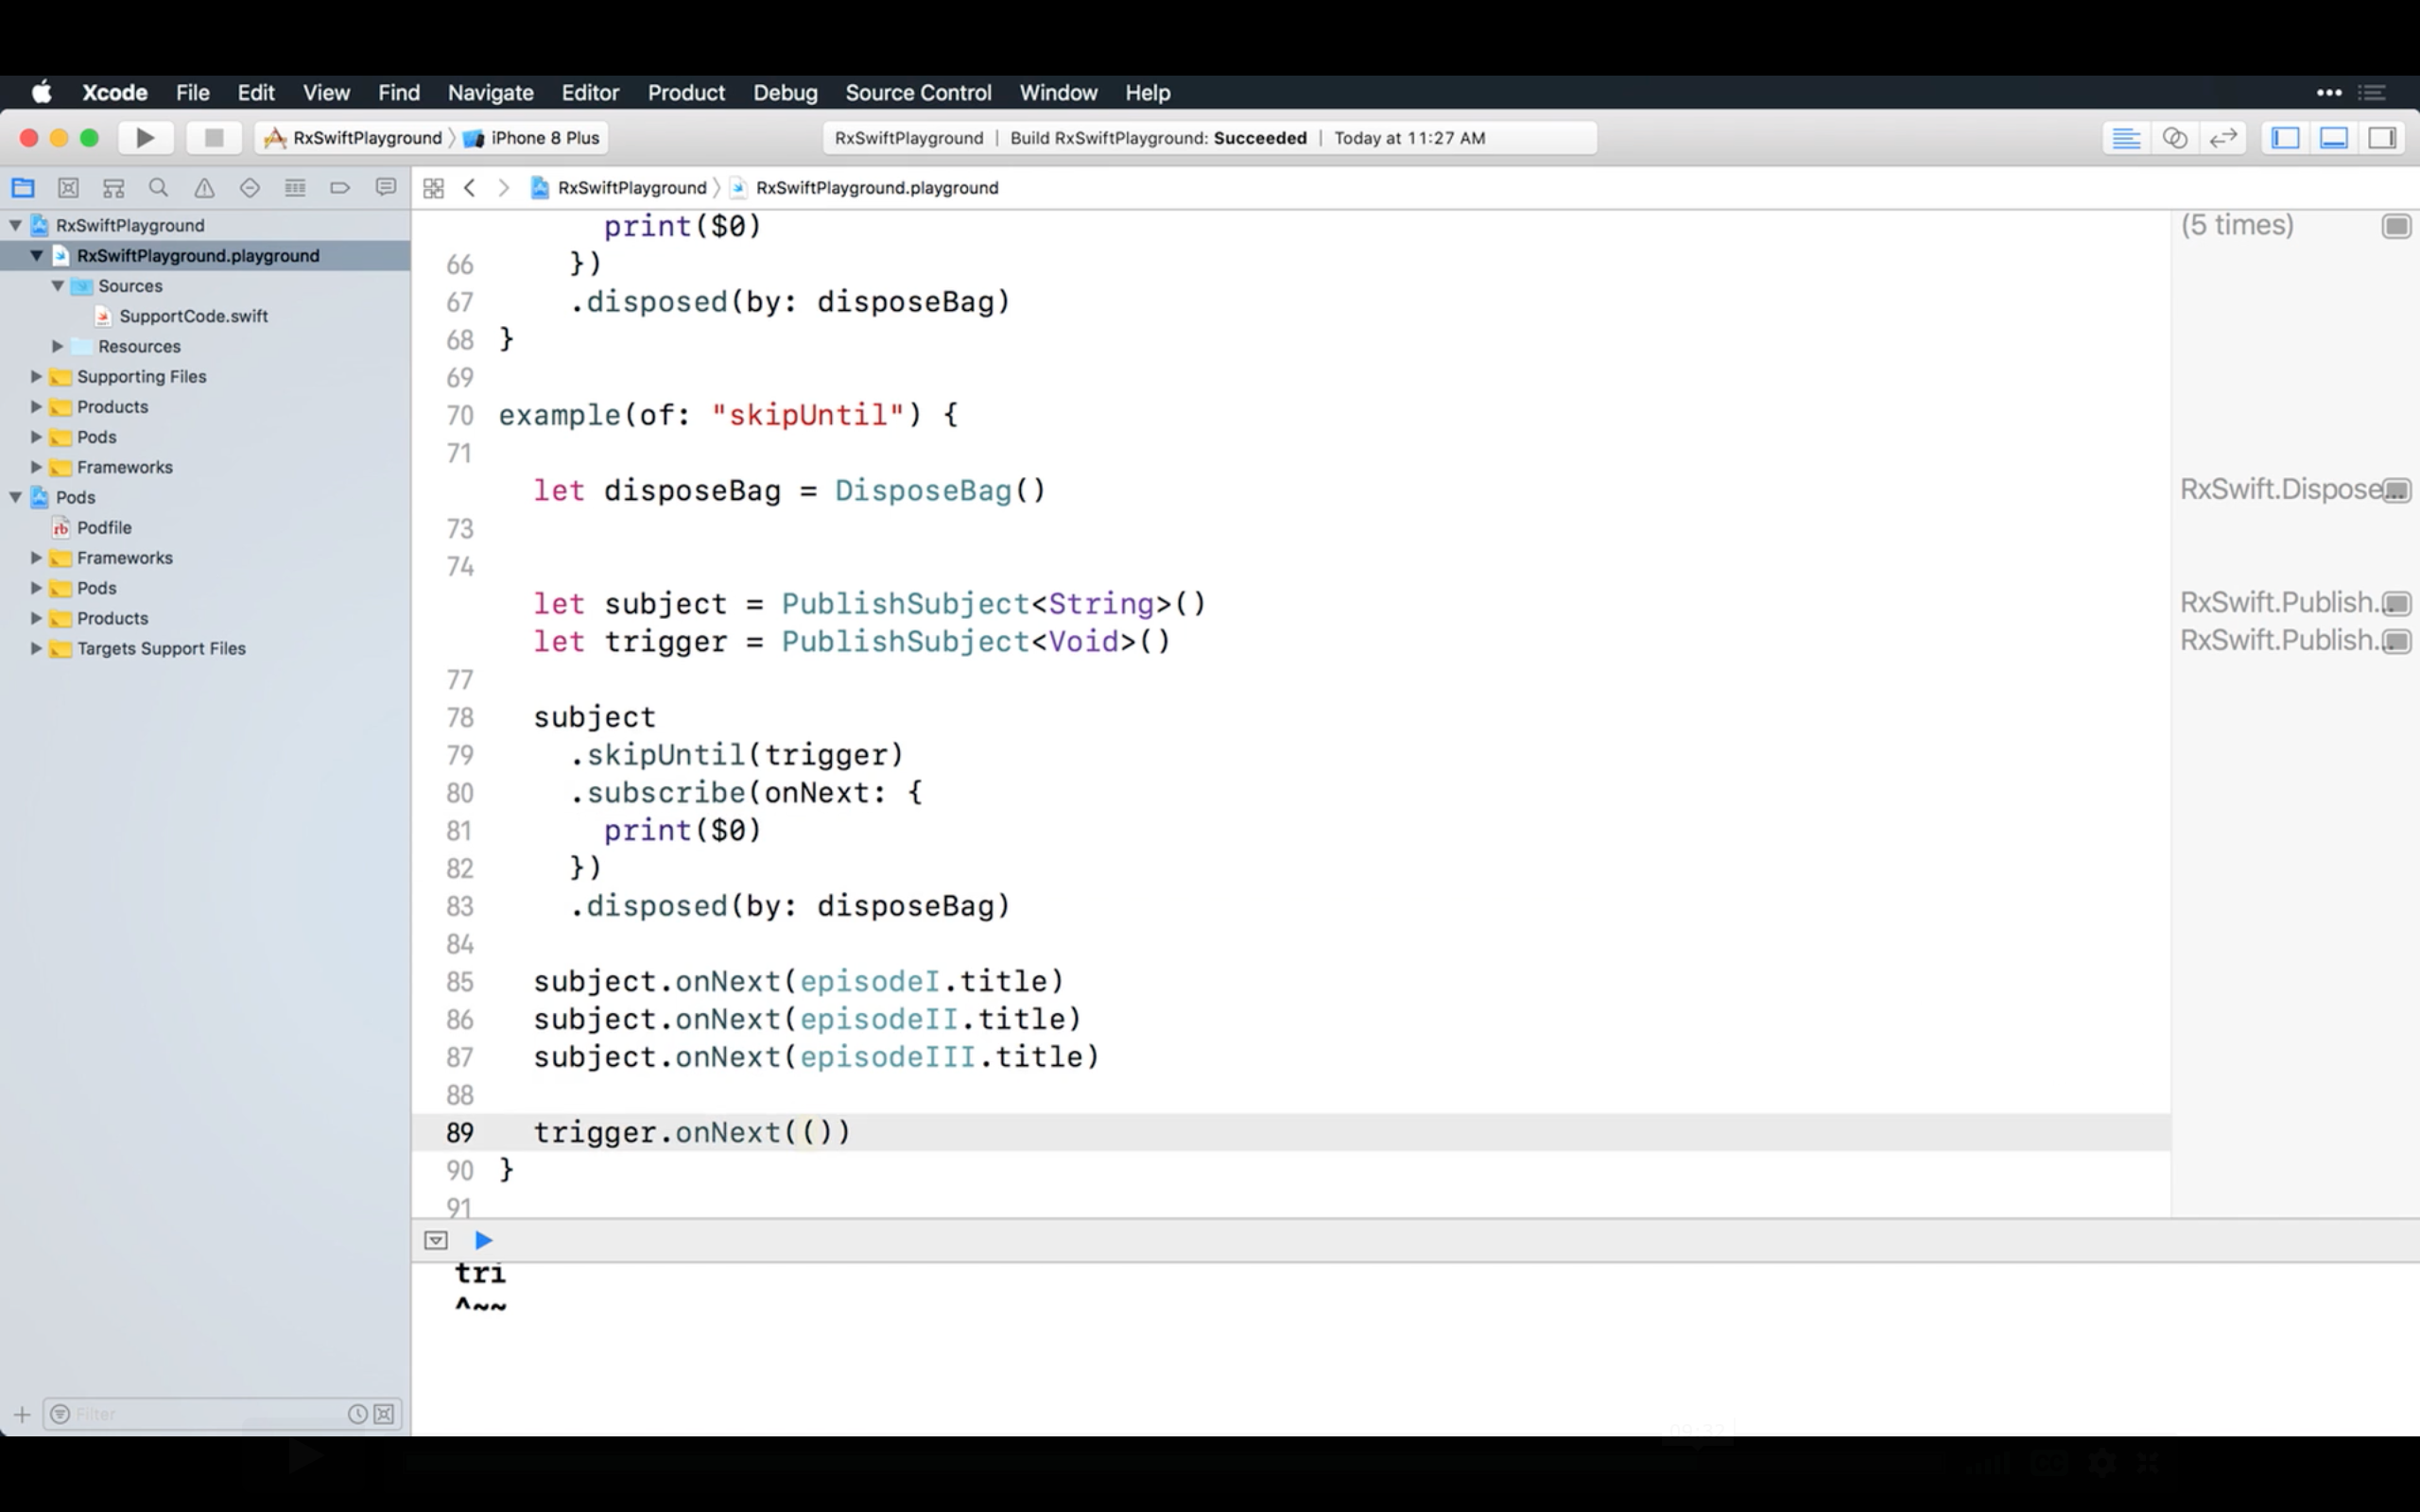 Xcode File Edit View Find Navigate Editor Product Debug Source Control Window Help
RxSwiftPlayground 〉 iPhone 8 Plus
RxSwiftPlayground | Build RxSwiftPlayground: Succeeded | Today at 11:27 AM
RxSwiftPlayground 〉 RxSwiftPlayground.playground
RxSwiftPlayground
RxSwiftPlayground.playground
Sources
SupportCode.swift
Resources
Supporting Files
Products
Pods
Frameworks
Pods
Podfile
Frameworks
Pods
Products
Targets Support Files
Filter
print($0)
(5 times)
66 })
67 .disposed(by: disposeBag)
68 }
69
70 example(of: "skipUntil") {
71
let disposeBag = DisposeBag()
RxSwift.Dispose...
73
74
let subject = PublishSubject<String>()
RxSwift.Publish...
let trigger = PublishSubject<Void>()
RxSwift.Publish...
77
78 subject
79 .skipUntil(trigger)
80 .subscribe(onNext: {
81 print($0)
82 })
83 .disposed(by: disposeBag)
84
85 subject.onNext(episodeI.title)
86 subject.onNext(episodeII.title)
87 subject.onNext(episodeIII.title)
88
89 trigger.onNext(())
90 }
91
tri
^~~